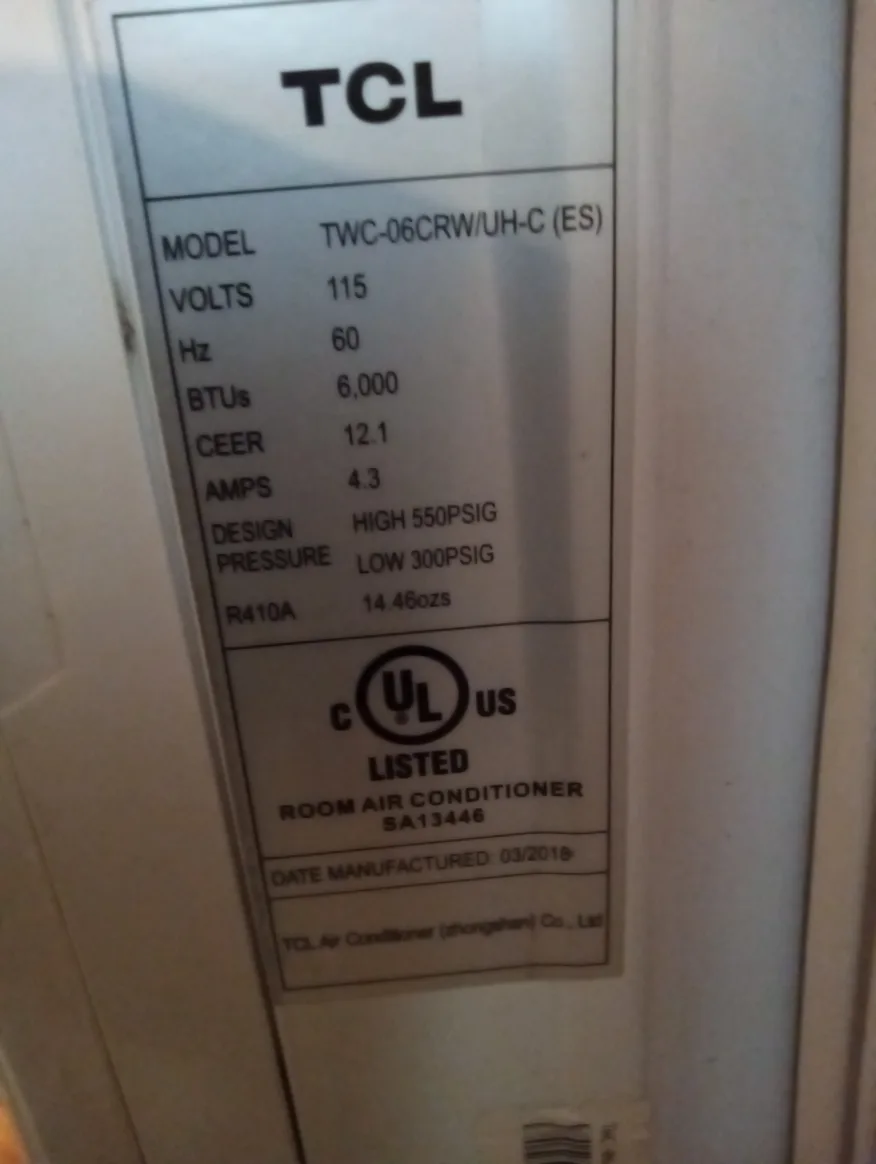 TCL
MODEL TWC-06CRW/UH-C (ES)
VOLTS 115
Hz 60
BTUs 6,000
CEER 12.1
AMPS 4.3
DESIGN HIGH 550PSIG
PRESSURE LOW 300PSIG
R410A 14.46ozs
C UL US
LISTED
ROOM AIR CONDITIONER
SA13446
DATE MANUFACTURED: 03/2018
TCL Air Conditioner (zhongshan) Co., Ltd